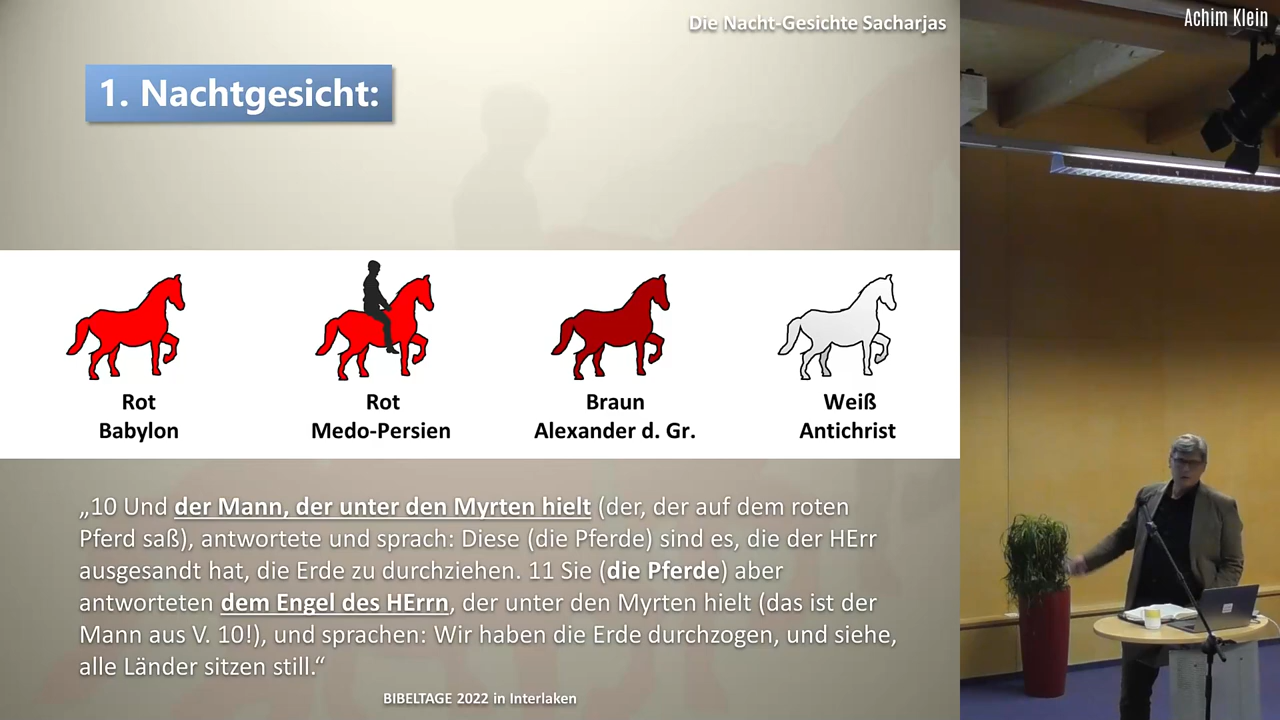 Die Nacht-Gesichte Sacharjas
Achim Klein
1. Nachtgesicht:
Rot
Babylon
Rot
Medo-Persien
Braun
Alexander d. Gr.
Weiß
Antichrist
„10 Und der Mann, der unter den Myrten hielt (der, der auf dem roten
Pferd saß), antwortete und sprach: Diese (die Pferde) sind es, die der HErr
ausgesandt hat, die Erde zu durchziehen. 11 Sie (die Pferde) aber
antworteten dem Engel des HErrn, der unter den Myrten hielt (das ist der
Mann aus V. 10!), und sprachen: Wir haben die Erde durchzogen, und siehe,
alle Länder sitzen still.“
BIBELTAGE 2022 in Interlaken